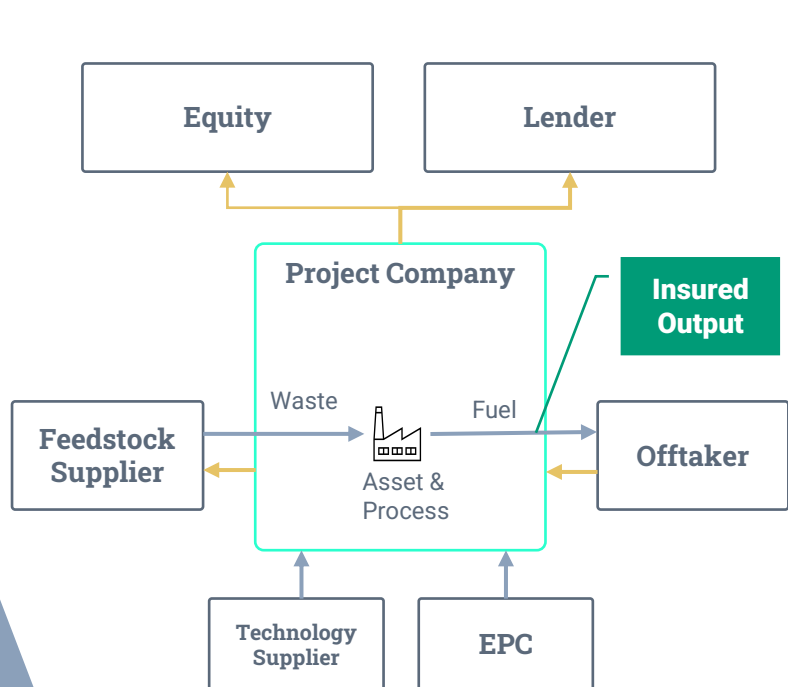 Equity
Lender
Project Company
Insured
Output
Waste
Fuel
Feedstock
Supplier
Offtaker
Asset &
Process
Technology
Supplier
EPC